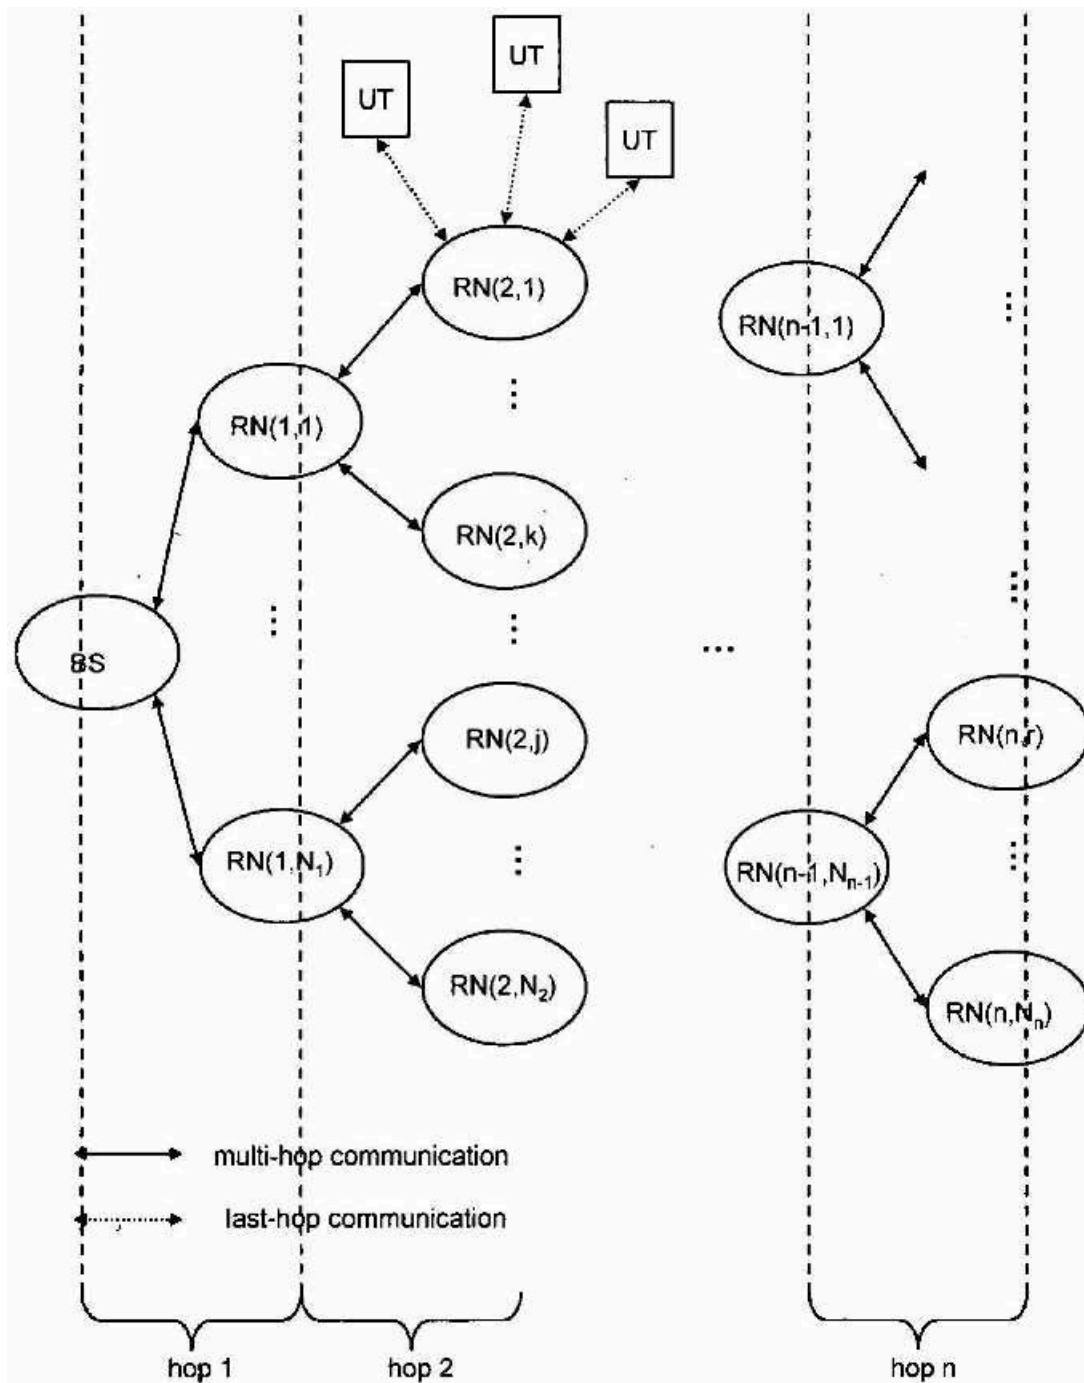 UT
UT
UT
RN(2,1)
RN(n-1,1)
⋮
RN(1,1)
⋮
RN(2,k)
⋮
⋮
⋮
BS
...
RN(2,j)
RN(n,r)
RN(1,N₁)
⋮
RN(n-1,Nₙ₋₁)
⋮
RN(2,N₂)
RN(n,Nₙ)
multi-hop communication
last-hop communication
hop 1
hop 2
hop n